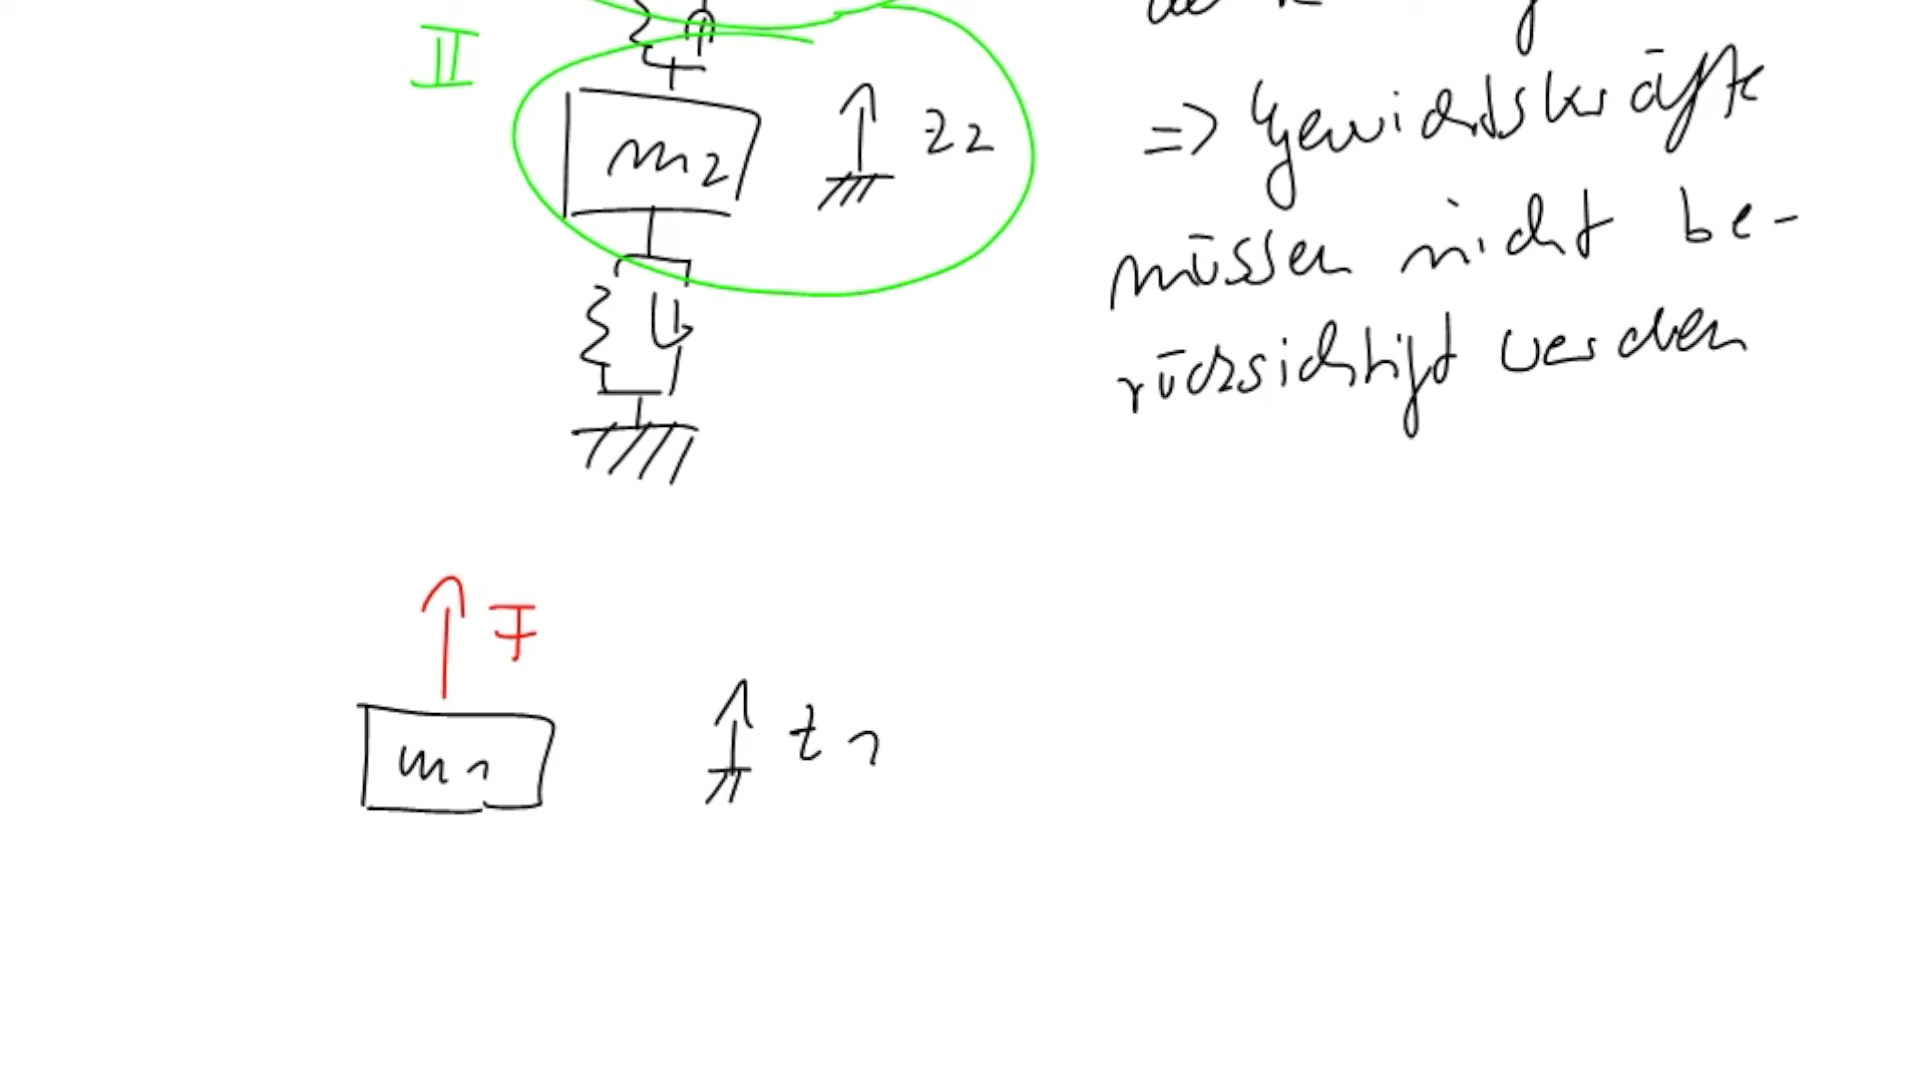 II
m2
z2
=> Gewichtskräfte
müssen nicht be-
rücksichtigt werden
F
m1
z1